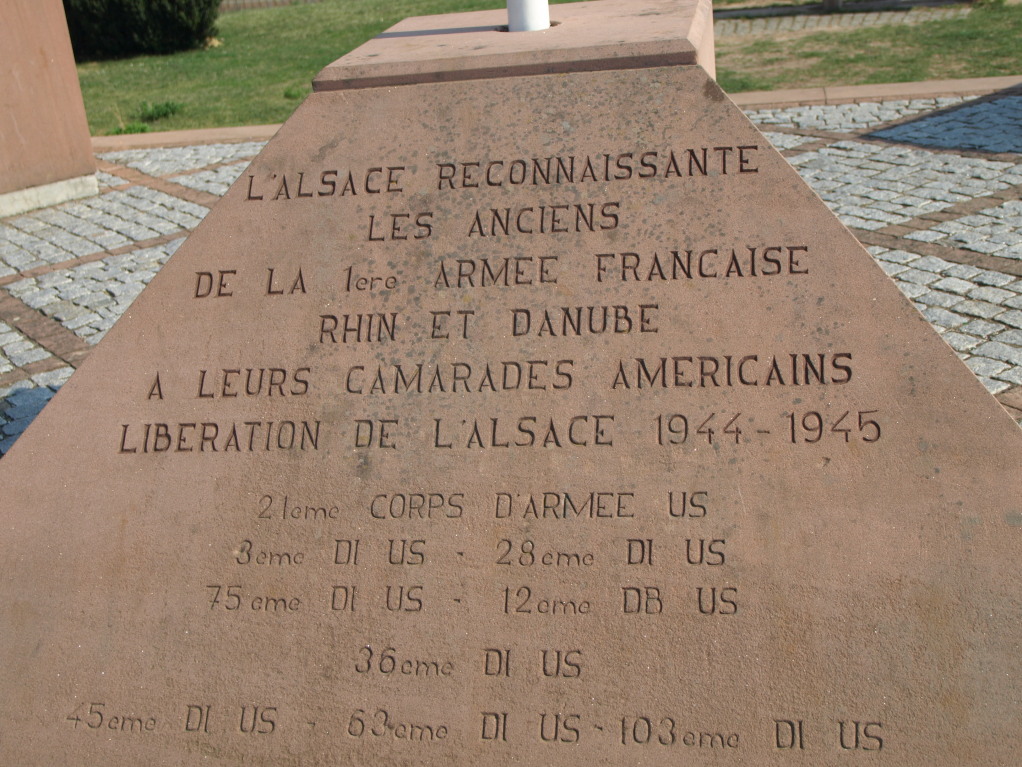 L'ALSACE RECONNAISSANTE
LES ANCIENS
DE LA 1ere ARMEE FRANCAISE
RHIN ET DANUBE
A LEURS CAMARADES AMERICAINS
LIBERATION DE L'ALSACE 1944 - 1945
21eme CORPS D'ARMEE US
3eme DI US - 28eme DI US
75eme DI US - 12eme DB US
36eme DI US
45eme DI US - 63eme DI US - 103eme DI US